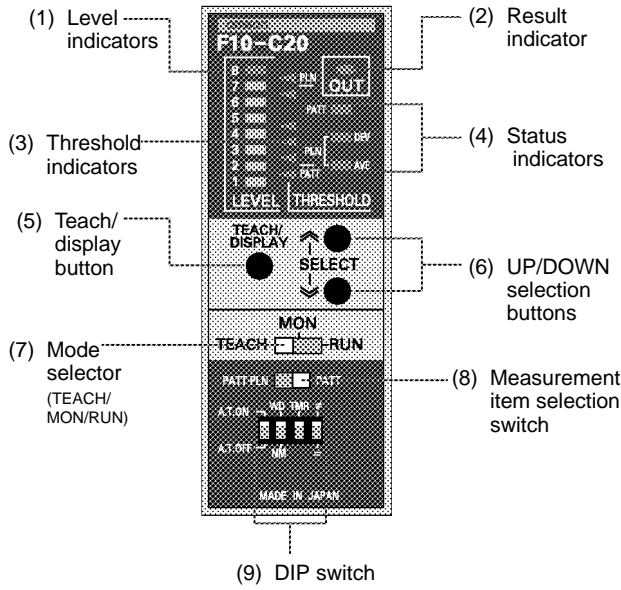 (1) Level indicators
(2) Result indicator
(3) Threshold indicators
(4) Status indicators
(5) Teach/ display button
(6) UP/DOWN selection buttons
(7) Mode selector
(TEACH/ MON/RUN)
(8) Measurement item selection switch
(9) DIP switch
F10-C20
8
7
6
5
4
3
2
1
PLN
OUT
PATT
PLN
DEV
AVE
PATT
LEVEL
THRESHOLD
TEACH/ DISPLAY
SELECT
MON
TEACH
RUN
PATT·PLN
PATT
A.T.ON
WD TMR ≠
A.T.OFF
NM
=
MADE IN JAPAN